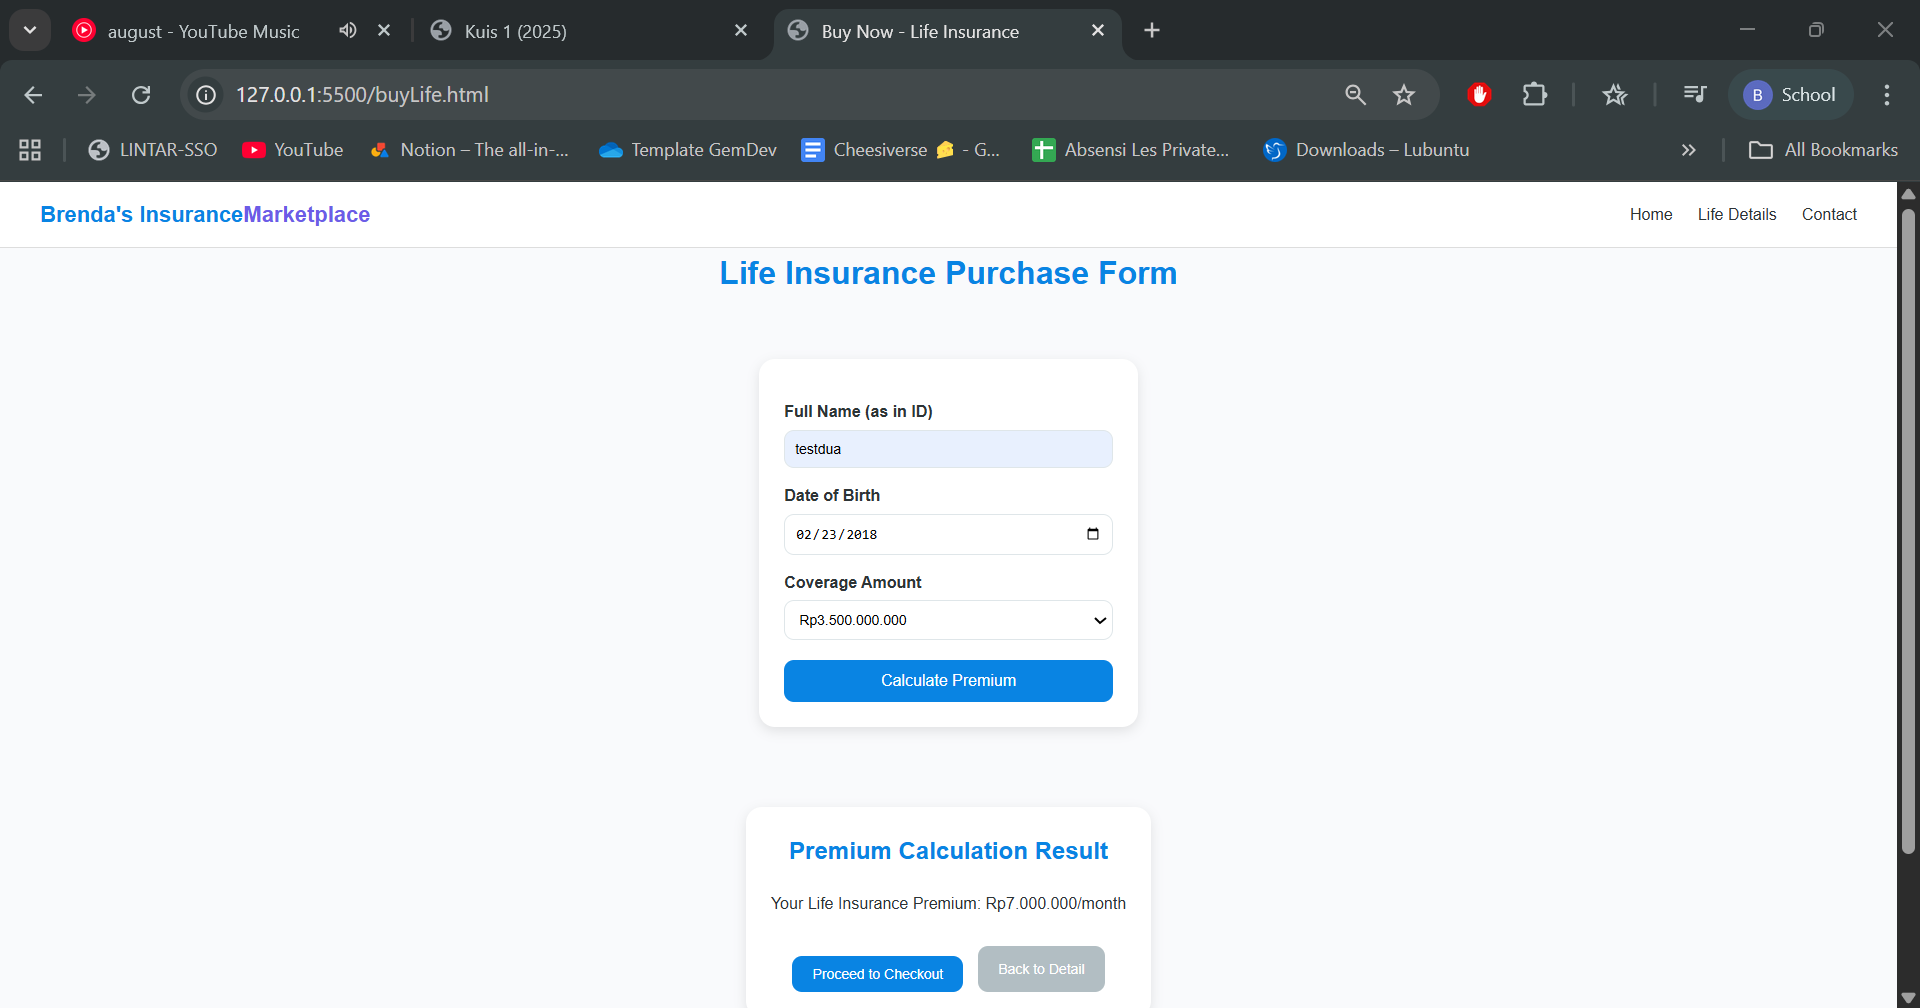 august - YouTube Music
Kuis 1 (2025)
Buy Now - Life Insurance
127.0.0.1:5500/buyLife.html
B School
LINTAR-SSO
YouTube
Notion – The all-in-...
Template GemDev
Cheesiverse 🧀 - G...
Absensi Les Private...
Downloads – Lubuntu
All Bookmarks
Brenda's InsuranceMarketplace
Home Life Details Contact
Life Insurance Purchase Form
Full Name (as in ID)
testdua
Date of Birth
02/23/2018
Coverage Amount
Rp3.500.000.000
Calculate Premium
Premium Calculation Result
Your Life Insurance Premium: Rp7.000.000/month
Proceed to Checkout
Back to Detail